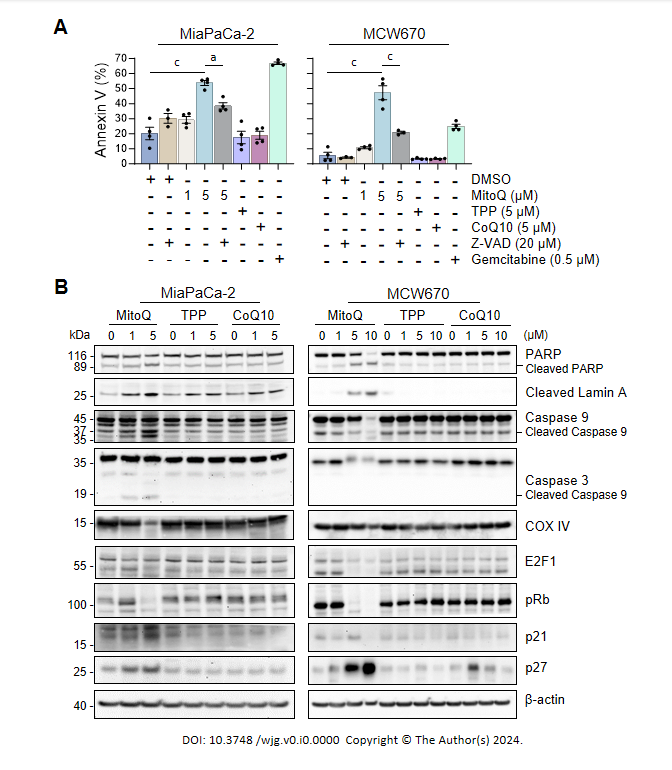 A
MiaPaCa-2 MCW670
Annexin V (%)
70
60
50
40
30
20
10
0
c a c c
+ + - - - - - - + + - - - - - - DMSO
- - 1 5 5 - - - - - 1 5 5 - - - MitoQ (µM)
- - - - - + - - - - - - - + - - TPP (5 µM)
- - - - - - + - - - - - - - + - CoQ10 (5 µM)
- + - - + - - - - + - - + - - - Z-VAD (20 µM)
- - - - - - - + - - - - - - - + Gemcitabine (0.5 µM)
B
MiaPaCa-2 MCW670
MitoQ TPP CoQ10 MitoQ TPP CoQ10
kDa 0 1 5 0 1 5 0 1 5 0 1 5 10 0 1 5 10 0 1 5 10 (µM)
116 - PARP
89 - Cleaved PARP
25 - Cleaved Lamin A
45 - Caspase 9
37 - Cleaved Caspase 9
35 -
35 - Caspase 3
19 - Cleaved Caspase 9
15 - COX IV
55 - E2F1
100 - pRb
15 - p21
25 - p27
40 - β-actin
DOI: 10.3748 /wjg.v0.i0.0000 Copyright © The Author(s) 2024.